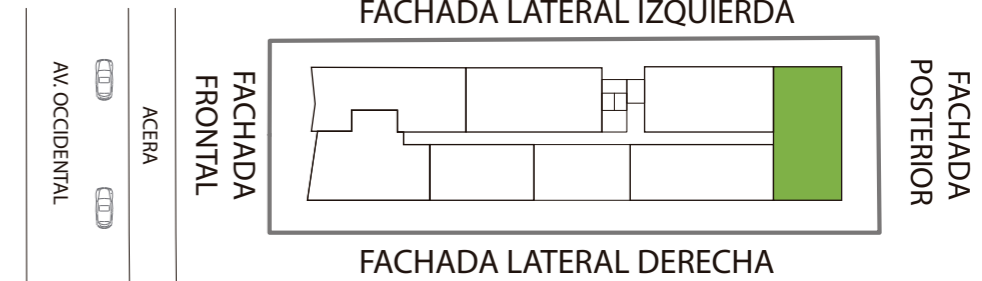 FACHADA LATERAL IZQUIERDA
AV. OCCIDENTAL
ACERA
FACHADA
FRONTAL
FACHADA
POSTERIOR
FACHADA LATERAL DERECHA